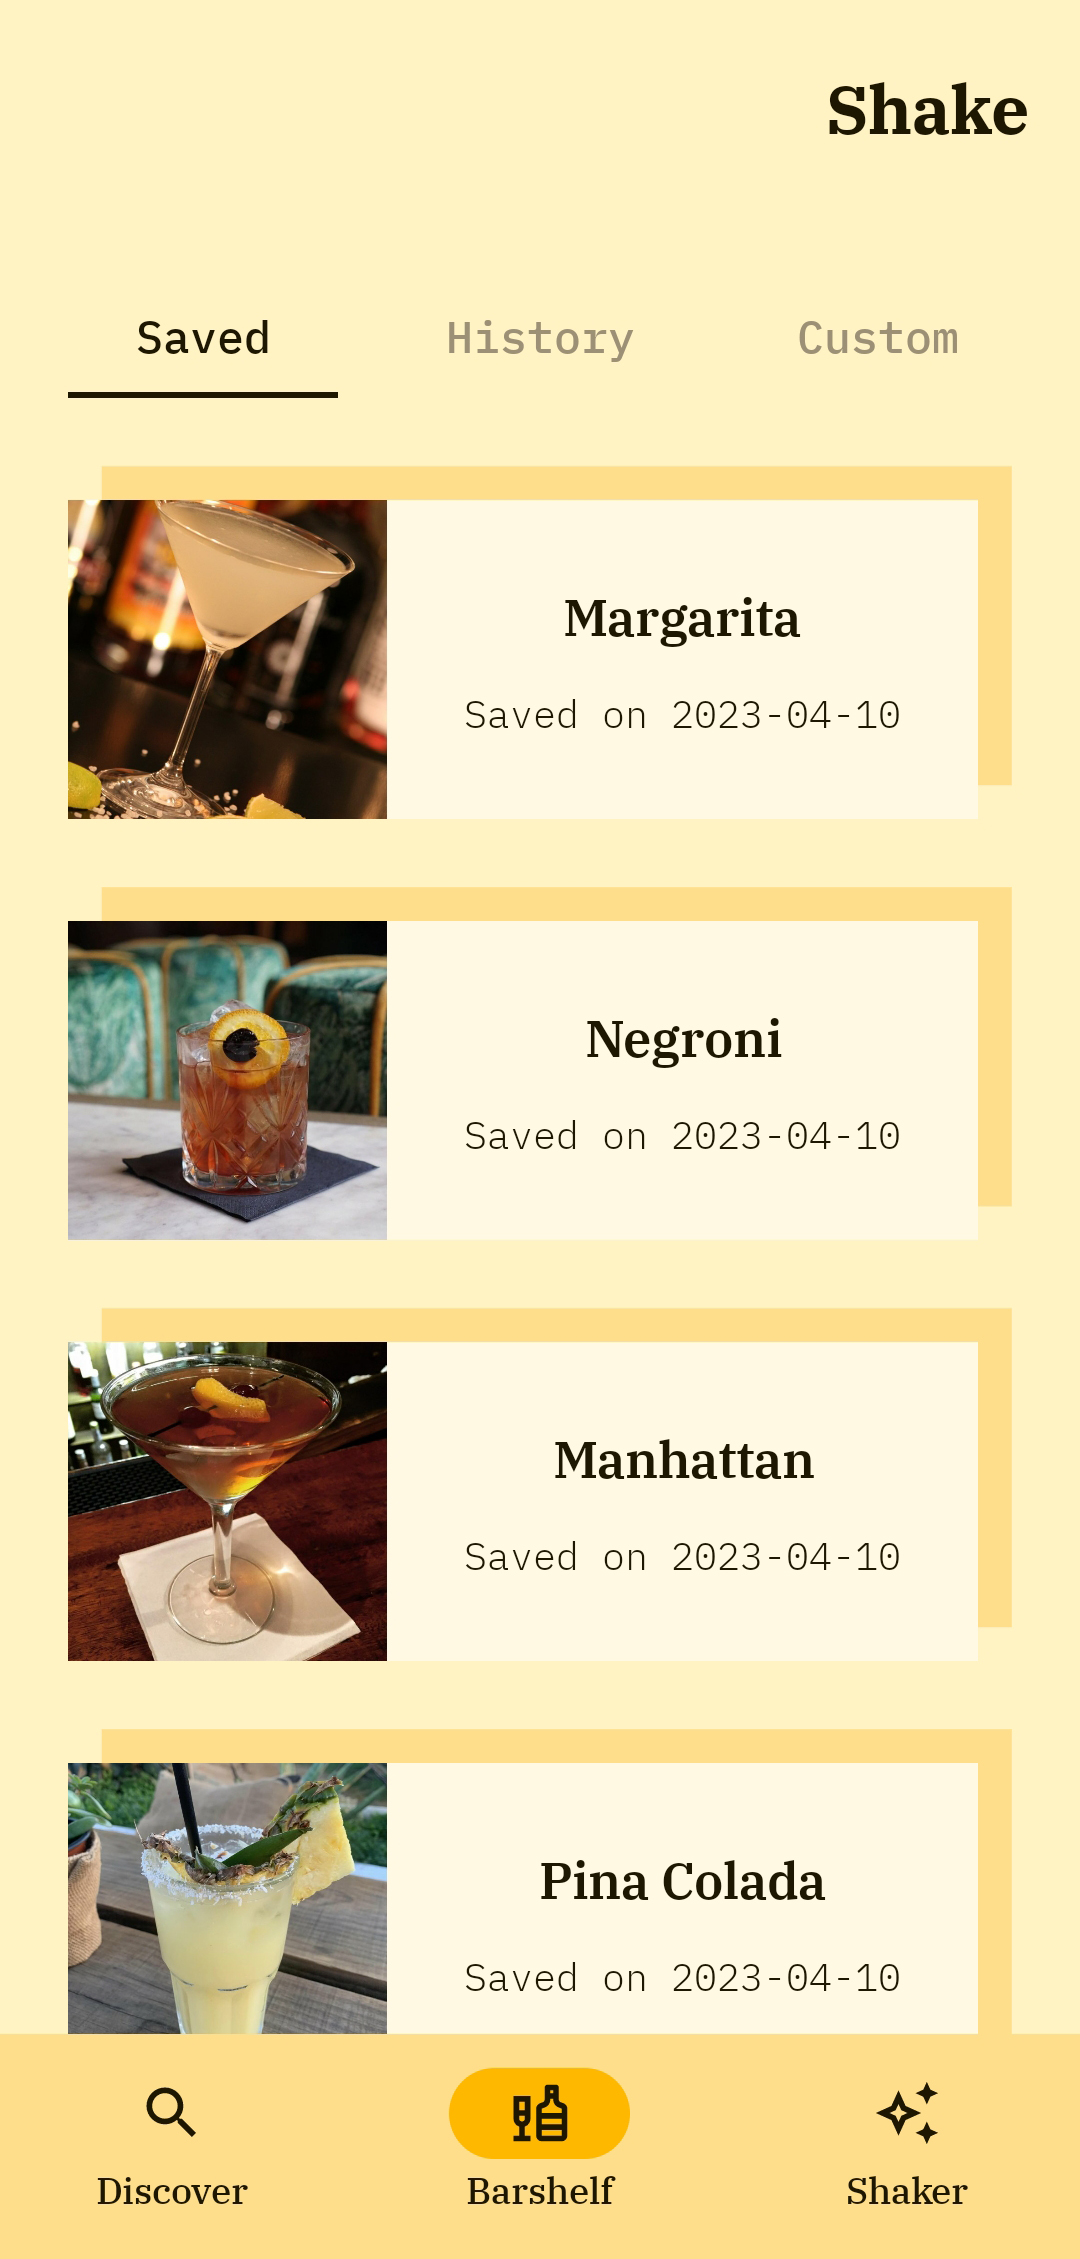 Shake
Saved History Custom
Margarita
Saved on 2023-04-10
Negroni
Saved on 2023-04-10
Manhattan
Saved on 2023-04-10
Pina Colada
Saved on 2023-04-10
Discover Barshelf Shaker